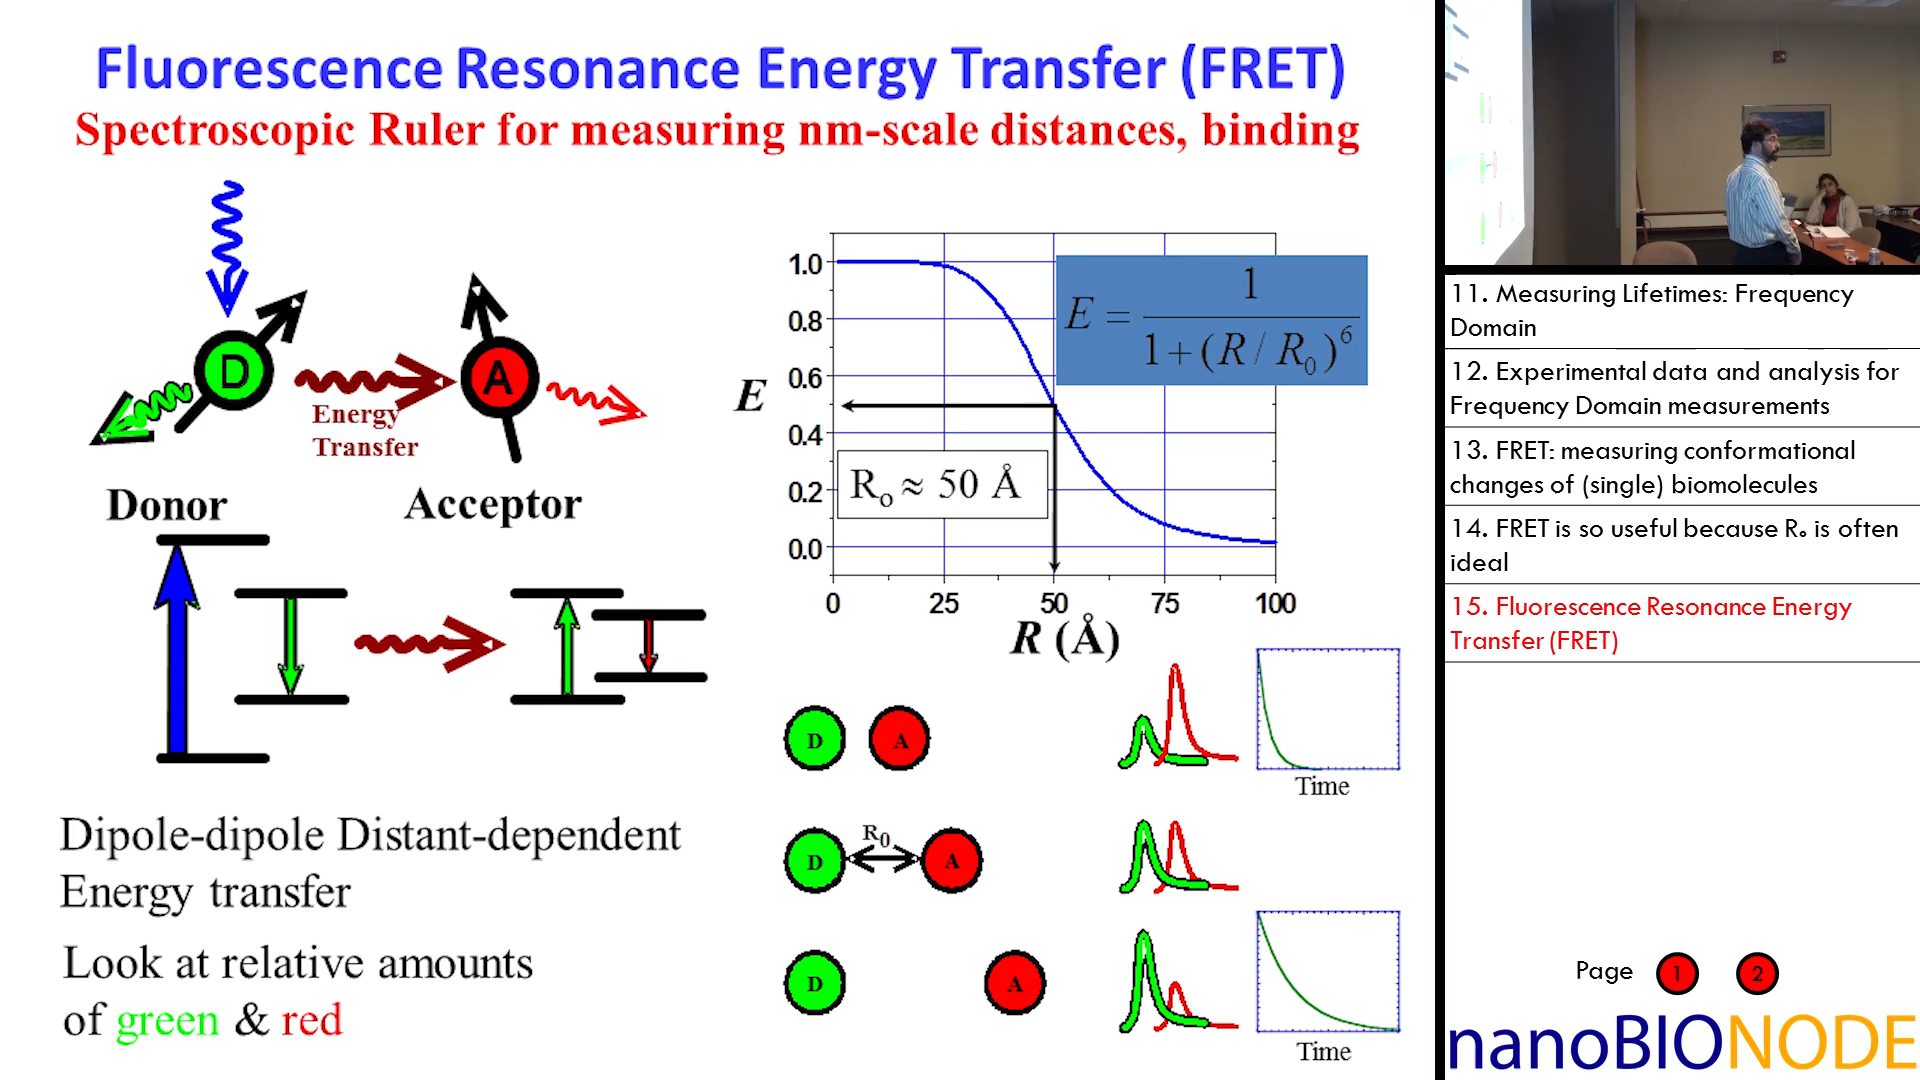 Fluorescence Resonance Energy Transfer (FRET)
Spectroscopic Ruler for measuring nm-scale distances, binding
D
A
Energy
Transfer
Donor
Acceptor
Dipole-dipole Distant-dependent
Energy transfer
Look at relative amounts
of green & red
E
1.0
0.8
0.6
0.4
0.2
0.0
E = 1 / 1 + (R / R₀)⁶
Rₒ ≈ 50 Å
0 25 50 75 100
R (Å)
D A
Time
D R₀ A
D A
Time
11. Measuring Lifetimes: Frequency
Domain
12. Experimental data and analysis for
Frequency Domain measurements
13. FRET: measuring conformational
changes of (single) biomolecules
14. FRET is so useful because Rₒ is often
ideal
15. Fluorescence Resonance Energy
Transfer (FRET)
Page 1 2
nanoBIONODE